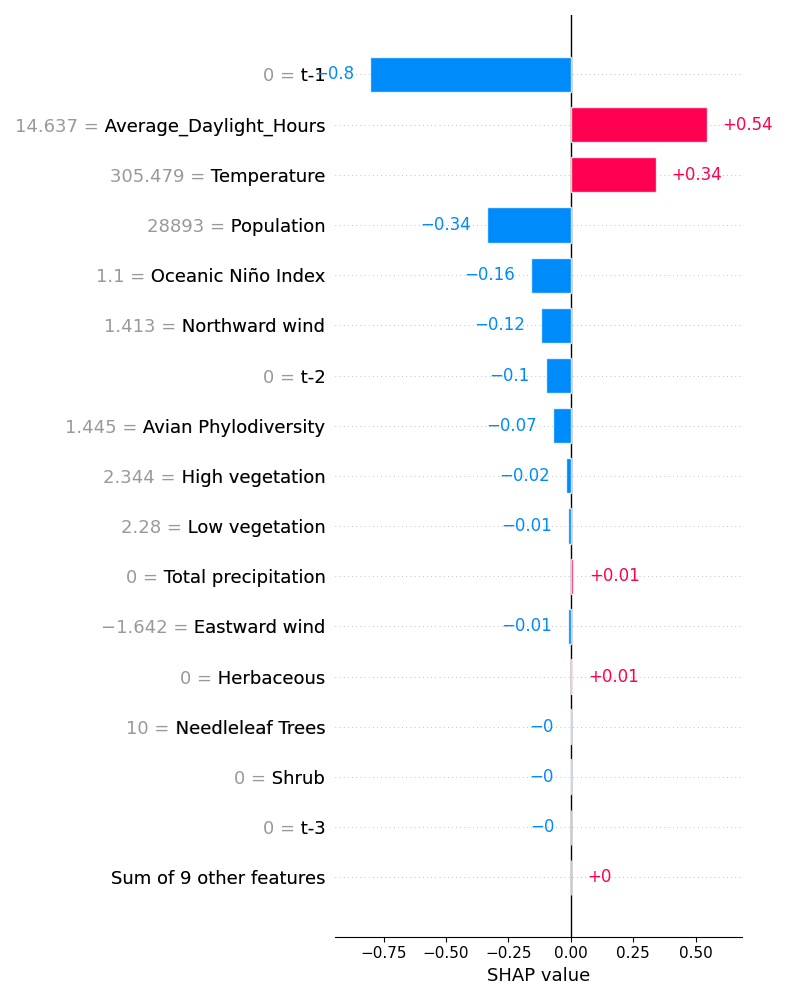 0 = t-1 −0.8
14.637 = Average_Daylight_Hours +0.54
305.479 = Temperature +0.34
28893 = Population −0.34
1.1 = Oceanic Niño Index −0.16
1.413 = Northward wind −0.12
0 = t-2 −0.1
1.445 = Avian Phylodiversity −0.07
2.344 = High vegetation −0.02
2.28 = Low vegetation −0.01
0 = Total precipitation +0.01
−1.642 = Eastward wind −0.01
0 = Herbaceous +0.01
10 = Needleleaf Trees −0
0 = Shrub −0
0 = t-3 −0
Sum of 9 other features +0
−0.75 −0.50 −0.25 0.00 0.25 0.50
SHAP value